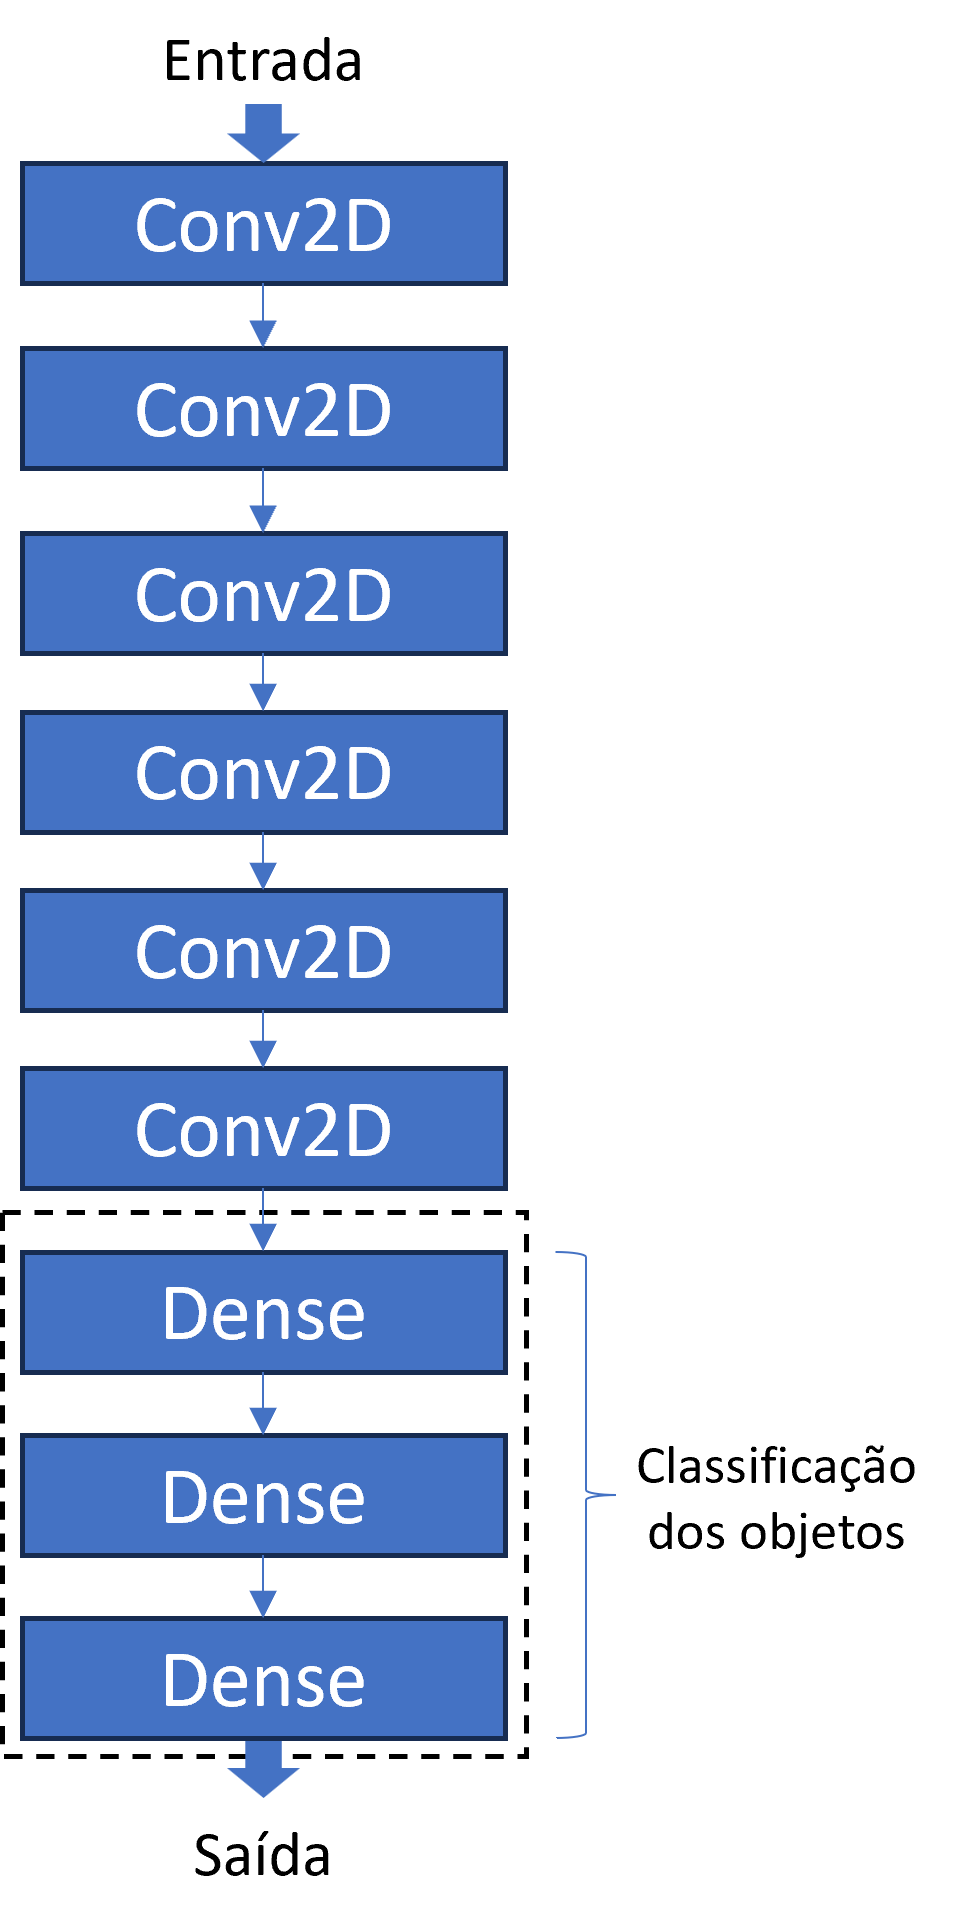 Entrada
Conv2D
Conv2D
Conv2D
Conv2D
Conv2D
Conv2D
Dense
Dense
Dense
Classificação
dos objetos
Saída